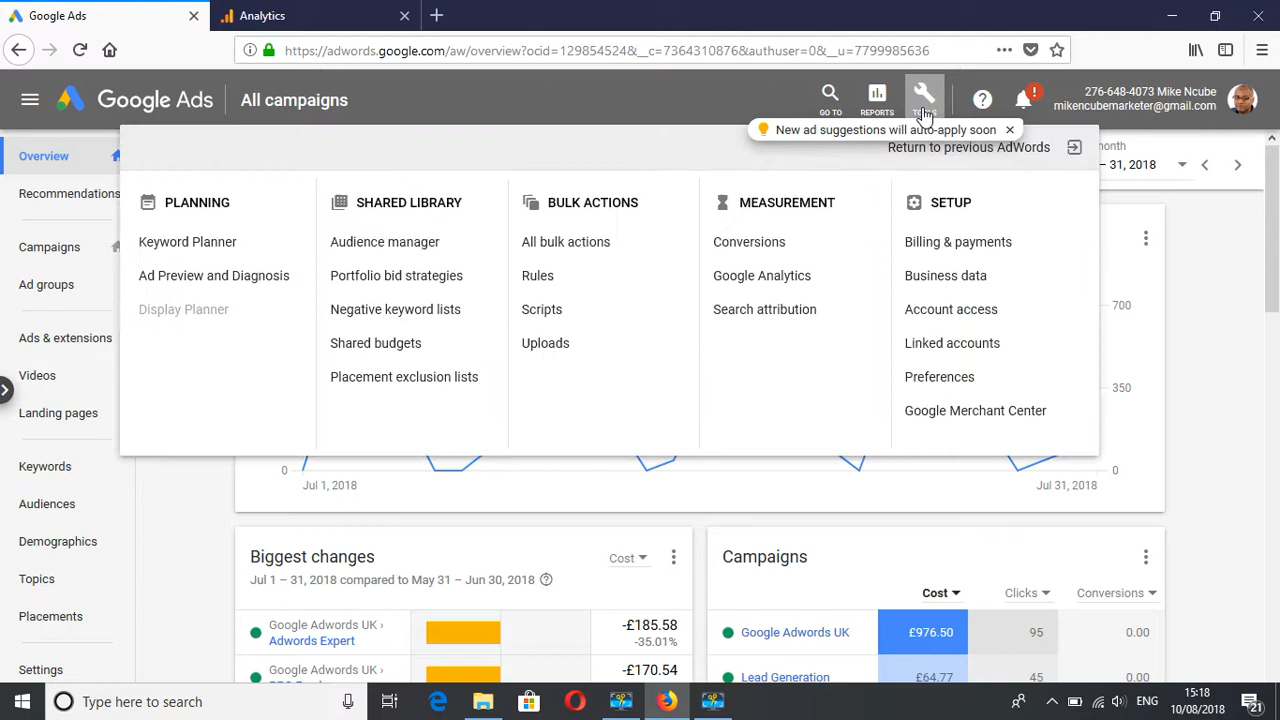 Google Ads
Analytics
https://adwords.google.com/aw/overview?ocid=129854524&__c=7364310876&authuser=0&__u=7799985636
Google Ads
All campaigns
GO TO
REPORTS
276-648-4073 Mike Ncube
mikencubemarketer@gmail.com
New ad suggestions will auto-apply soon
Return to previous AdWords
month
– 31, 2018
Overview
Recommendations
Campaigns
Ad groups
Ads & extensions
Videos
Landing pages
Keywords
Audiences
Demographics
Topics
Placements
Settings
PLANNING
Keyword Planner
Ad Preview and Diagnosis
Display Planner
SHARED LIBRARY
Audience manager
Portfolio bid strategies
Negative keyword lists
Shared budgets
Placement exclusion lists
BULK ACTIONS
All bulk actions
Rules
Scripts
Uploads
MEASUREMENT
Conversions
Google Analytics
Search attribution
SETUP
Billing & payments
Business data
Account access
Linked accounts
Preferences
Google Merchant Center
700
350
0
0
Jul 1, 2018
Jul 31, 2018
Biggest changes
Cost
Jul 1 – 31, 2018 compared to May 31 – Jun 30, 2018
Google Adwords UK ›
Adwords Expert
-£185.58
-35.01%
Google Adwords UK ›
-£170.54
Campaigns
Cost Clicks Conversions
Google Adwords UK £976.50 95 0.00
Lead Generation £64.77 45 0.00
Type here to search
ENG
15:18
10/08/2018
21